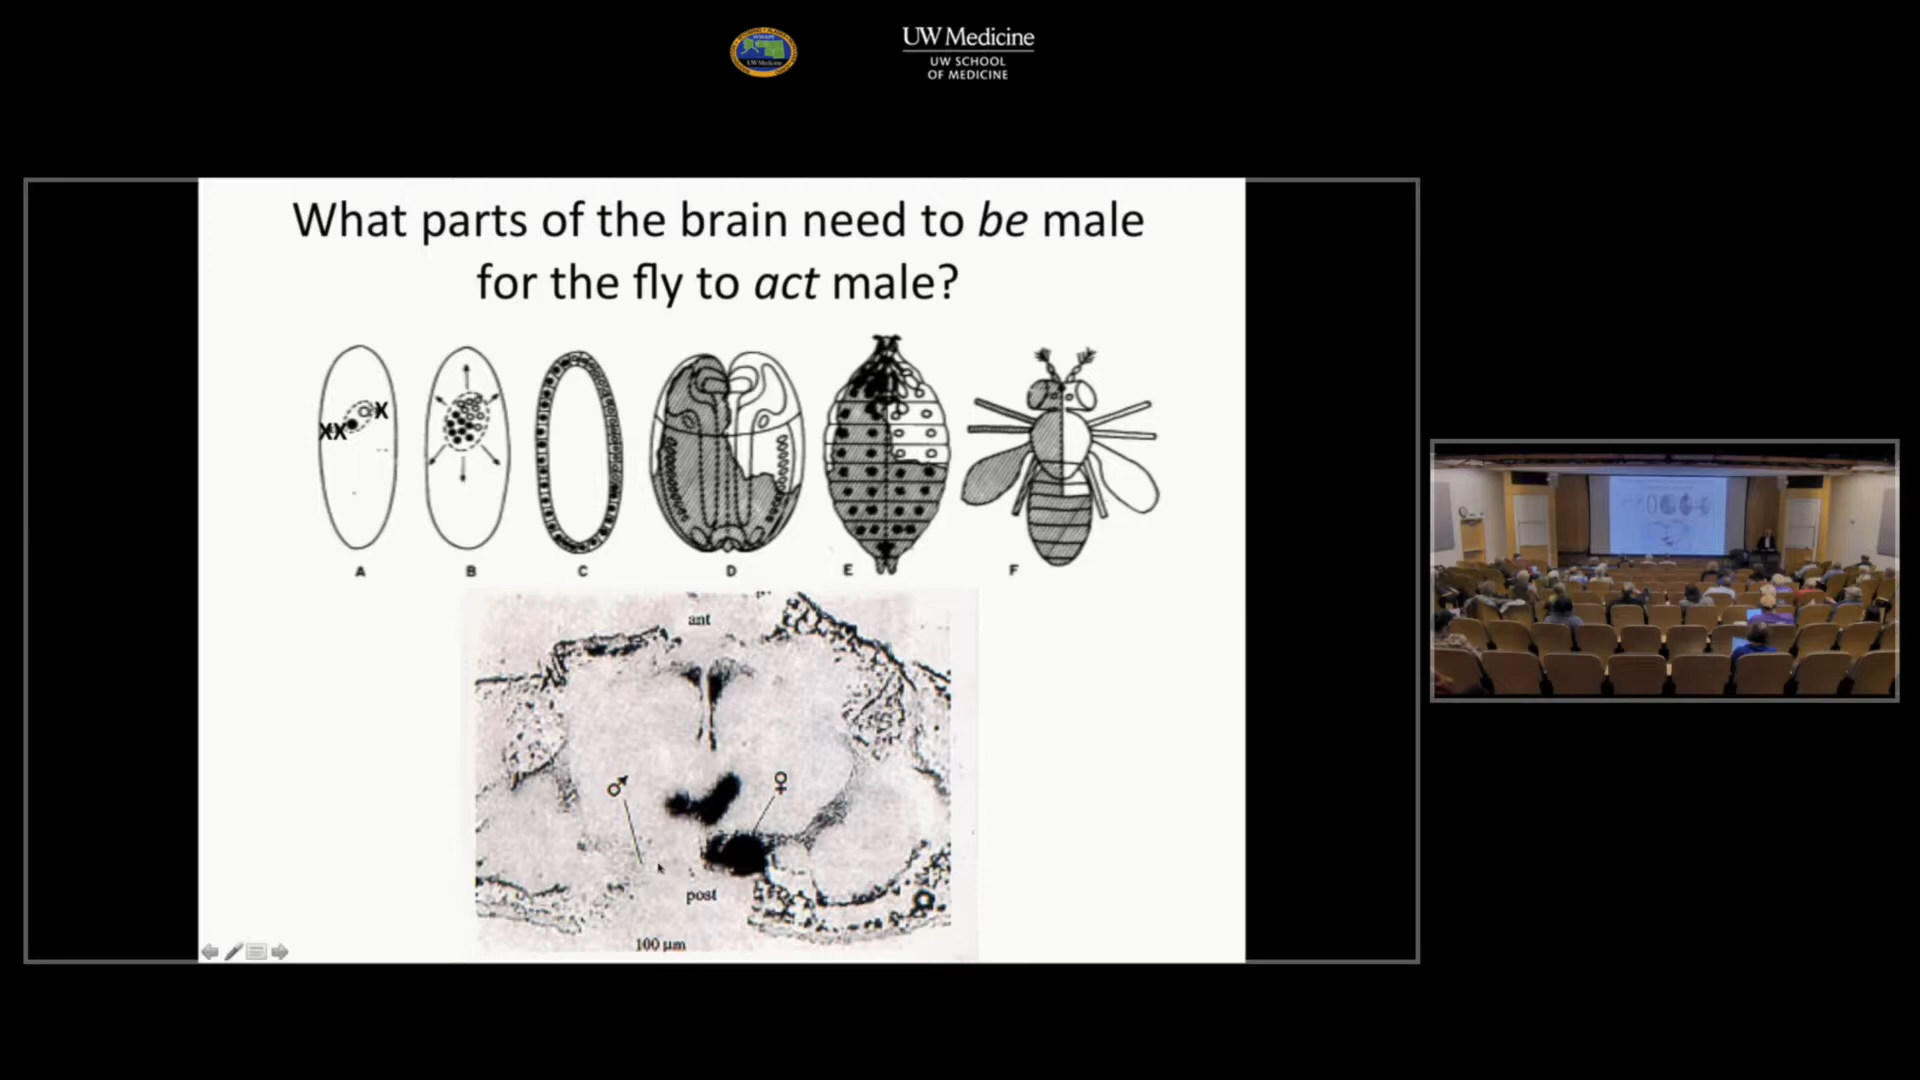 UW Medicine
UW SCHOOL
OF MEDICINE
What parts of the brain need to be male
for the fly to act male?
X
XX
A B C D E F
ant
♂ ♀
post
100 µm